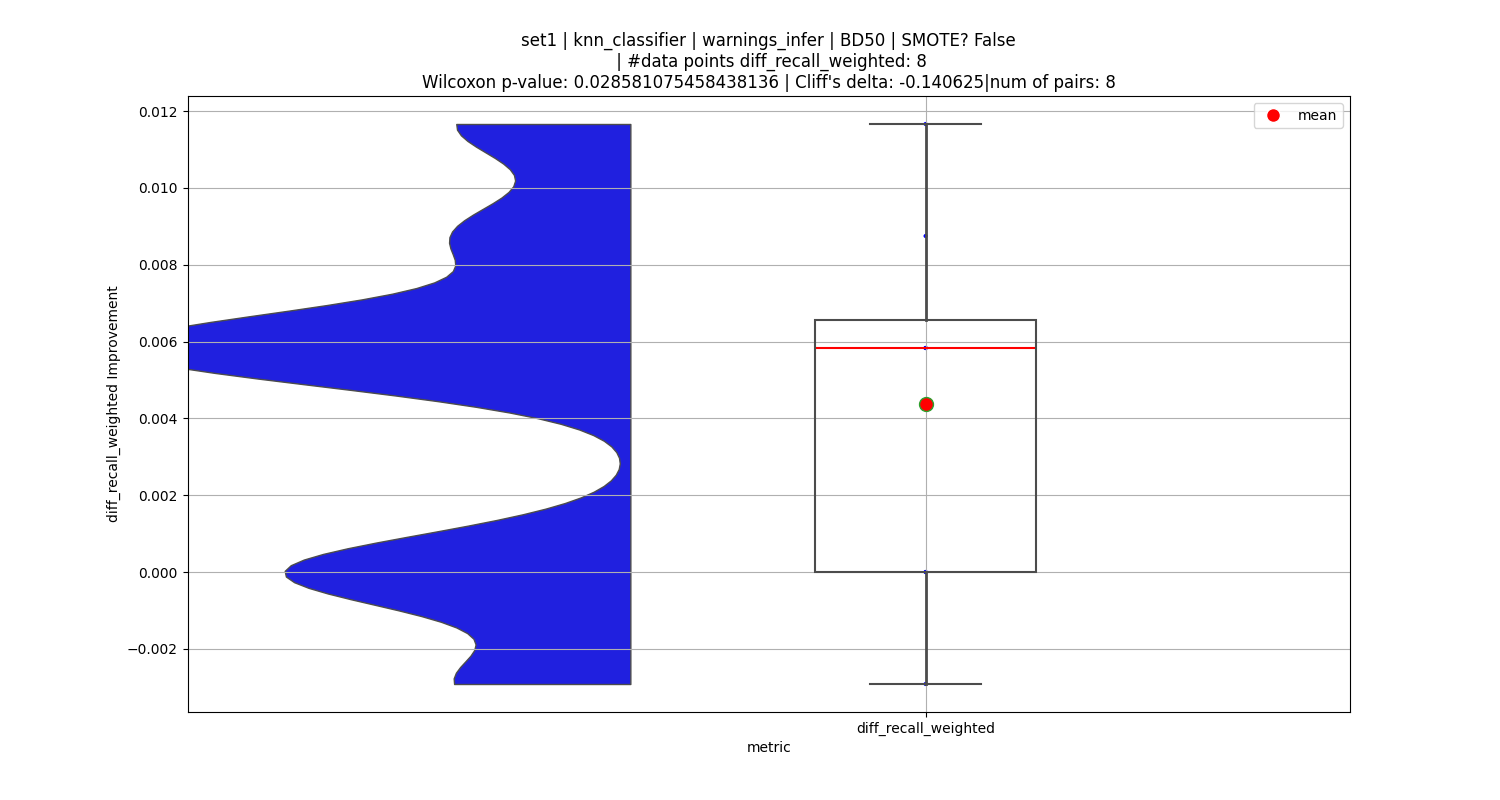 set1 | knn_classifier | warnings_infer | BD50 | SMOTE? False
| #data points diff_recall_weighted: 8
Wilcoxon p-value: 0.028581075458438136 | Cliff's delta: -0.140625|num of pairs: 8
mean
0.012
0.010
0.008
0.006
0.004
0.002
0.000
−0.002
diff_recall_weighted Improvement
diff_recall_weighted
metric